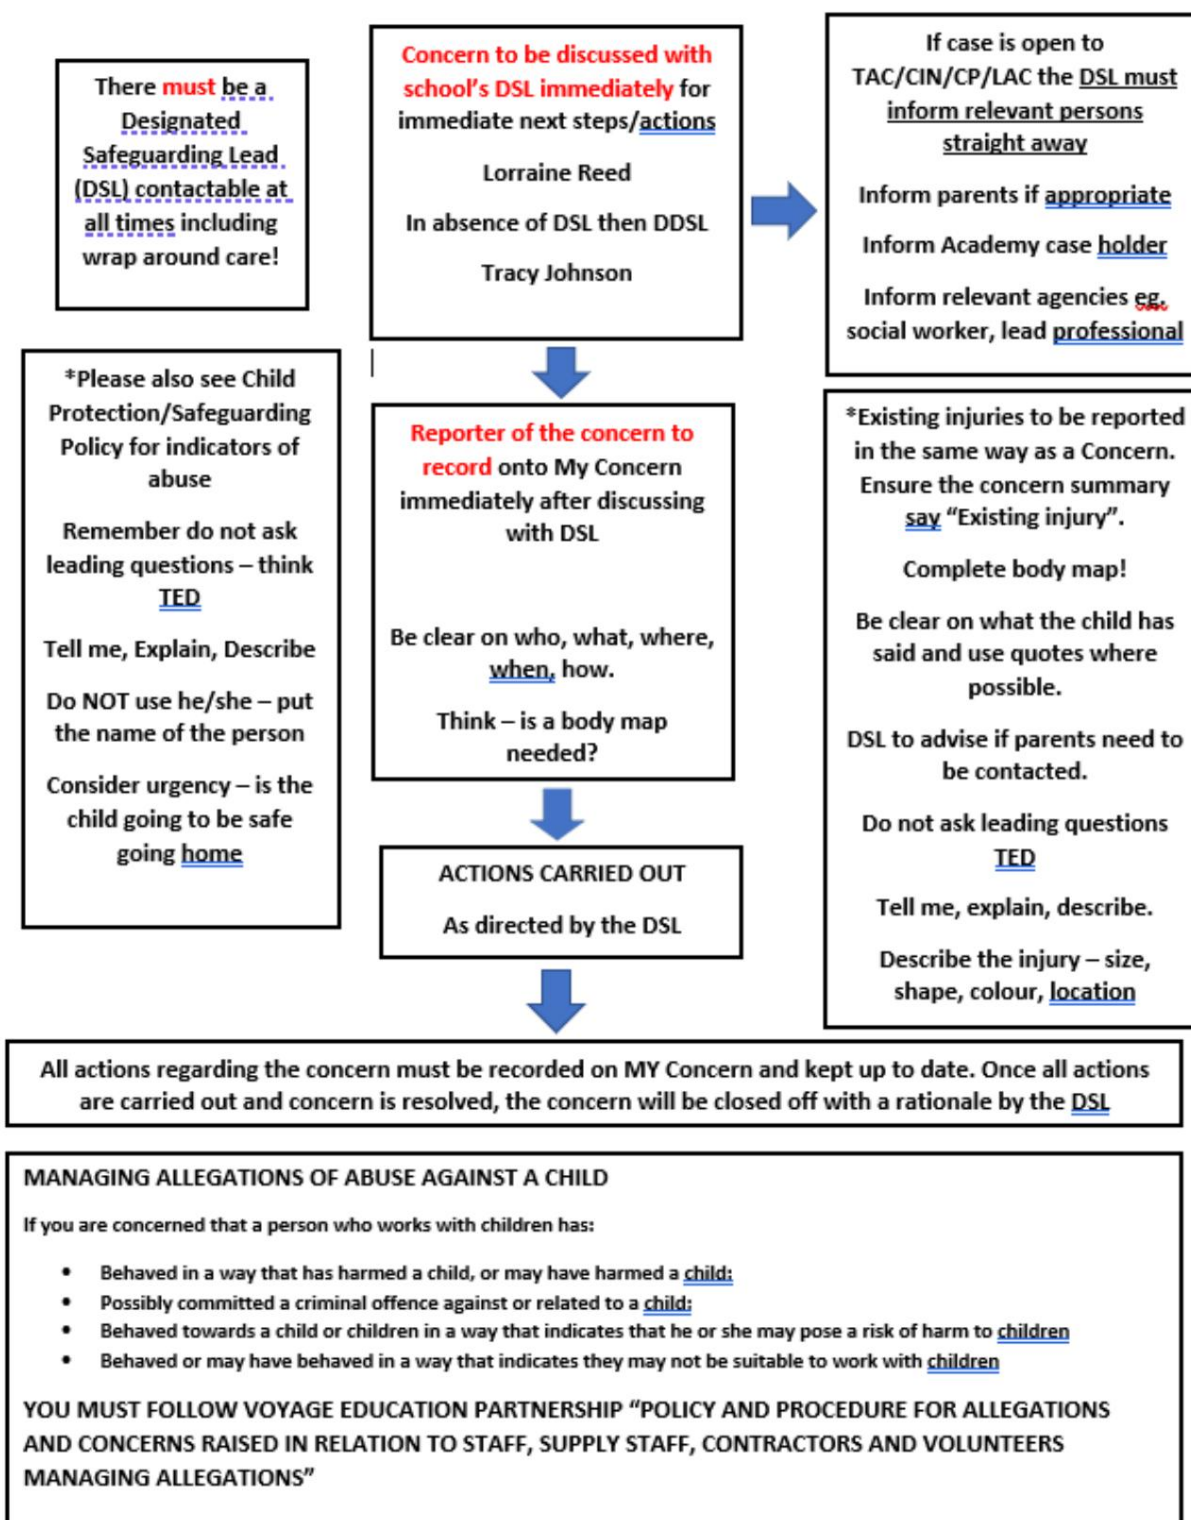 There must be a
Designated
Safeguarding Lead
(DSL) contactable at
all times including
wrap around care!
Concern to be discussed with
school's DSL immediately for
immediate next steps/actions
Lorraine Reed
In absence of DSL then DDSL
Tracy Johnson
If case is open to
TAC/CIN/CP/LAC the DSL must
inform relevant persons
straight away
Inform parents if appropriate
Inform Academy case holder
Inform relevant agencies eg.
social worker, lead professional
*Please also see Child
Protection/Safeguarding
Policy for indicators of
abuse
Remember do not ask
leading questions – think
TED
Tell me, Explain, Describe
Do NOT use he/she – put
the name of the person
Consider urgency – is the
child going to be safe
going home
Reporter of the concern to
record onto My Concern
immediately after discussing
with DSL
Be clear on who, what, where,
when, how.
Think – is a body map
needed?
*Existing injuries to be reported
in the same way as a Concern.
Ensure the concern summary
say “Existing injury”.
Complete body map!
Be clear on what the child has
said and use quotes where
possible.
DSL to advise if parents need to
be contacted.
Do not ask leading questions
TED
Tell me, explain, describe.
Describe the injury – size,
shape, colour, location
ACTIONS CARRIED OUT
As directed by the DSL
All actions regarding the concern must be recorded on MY Concern and kept up to date. Once all actions
are carried out and concern is resolved, the concern will be closed off with a rationale by the DSL
MANAGING ALLEGATIONS OF ABUSE AGAINST A CHILD
If you are concerned that a person who works with children has:
• Behaved in a way that has harmed a child, or may have harmed a child;
• Possibly committed a criminal offence against or related to a child;
• Behaved towards a child or children in a way that indicates that he or she may pose a risk of harm to children
• Behaved or may have behaved in a way that indicates they may not be suitable to work with children
YOU MUST FOLLOW VOYAGE EDUCATION PARTNERSHIP “POLICY AND PROCEDURE FOR ALLEGATIONS
AND CONCERNS RAISED IN RELATION TO STAFF, SUPPLY STAFF, CONTRACTORS AND VOLUNTEERS
MANAGING ALLEGATIONS”